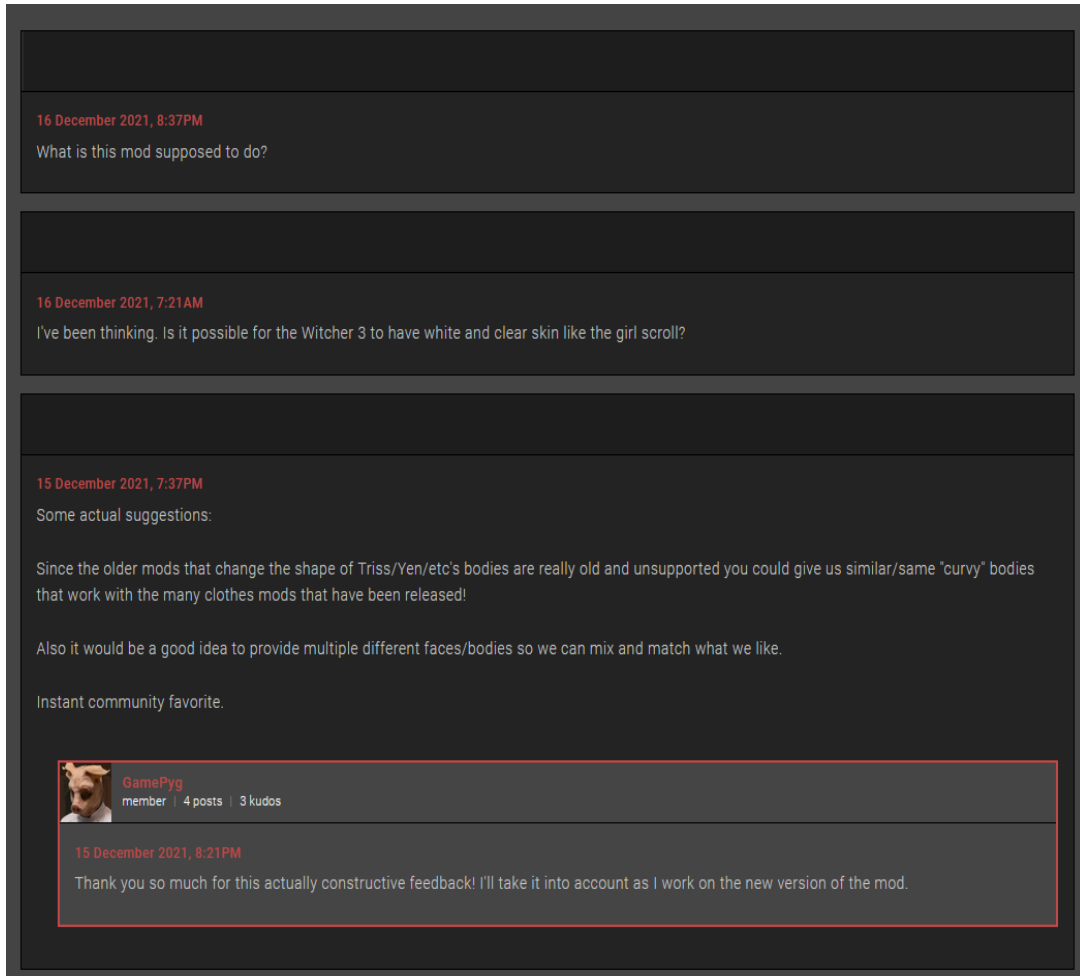 16 December 2021, 8:37PM
What is this mod supposed to do?
16 December 2021, 7:21AM
I've been thinking. Is it possible for the Witcher 3 to have white and clear skin like the girl scroll?
15 December 2021, 7:37PM
Some actual suggestions:
Since the older mods that change the shape of Triss/Yen/etc's bodies are really old and unsupported you could give us similar/same "curvy" bodies
that work with the many clothes mods that have been released!
Also it would be a good idea to provide multiple different faces/bodies so we can mix and match what we like.
Instant community favorite.
GamePyg
member | 4 posts | 3 kudos
15 December 2021, 8:21PM
Thank you so much for this actually constructive feedback! I'll take it into account as I work on the new version of the mod.